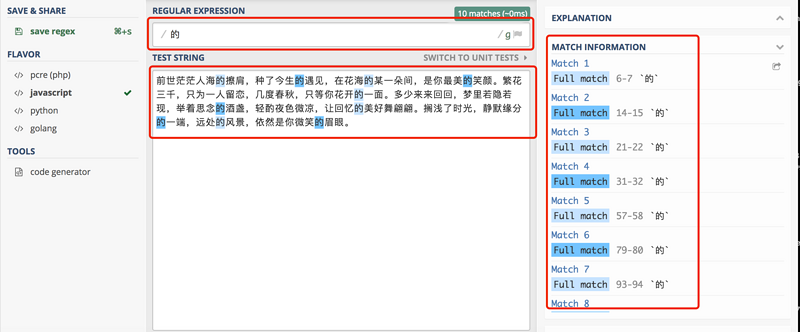 SAVE & SHARE
save regex
⌘+s
FLAVOR
</> pcre (php)
</> javascript
</> python
</> golang
TOOLS
code generator
REGULAR EXPRESSION
10 matches (~0ms)
/ 的
/ g
TEST STRING
SWITCH TO UNIT TESTS
前世茫茫人海的擦肩，种了今生的遇见，在花海的某一朵间，是你最美的笑颜。繁花
三千，只为一人留恋，几度春秋，只等你花开的一面。多少来来回回，梦里若隐若
现，举着思念的酒盏，轻酌夜色微凉，让回忆的美好舞翩翩。搁浅了时光，静默缘分
的一端，远处的风景，依然是你微笑的眉眼。
EXPLANATION
MATCH INFORMATION
Match 1
Full match 6-7 `的`
Match 2
Full match 14-15 `的`
Match 3
Full match 21-22 `的`
Match 4
Full match 31-32 `的`
Match 5
Full match 57-58 `的`
Match 6
Full match 79-80 `的`
Match 7
Full match 93-94 `的`
Match 8